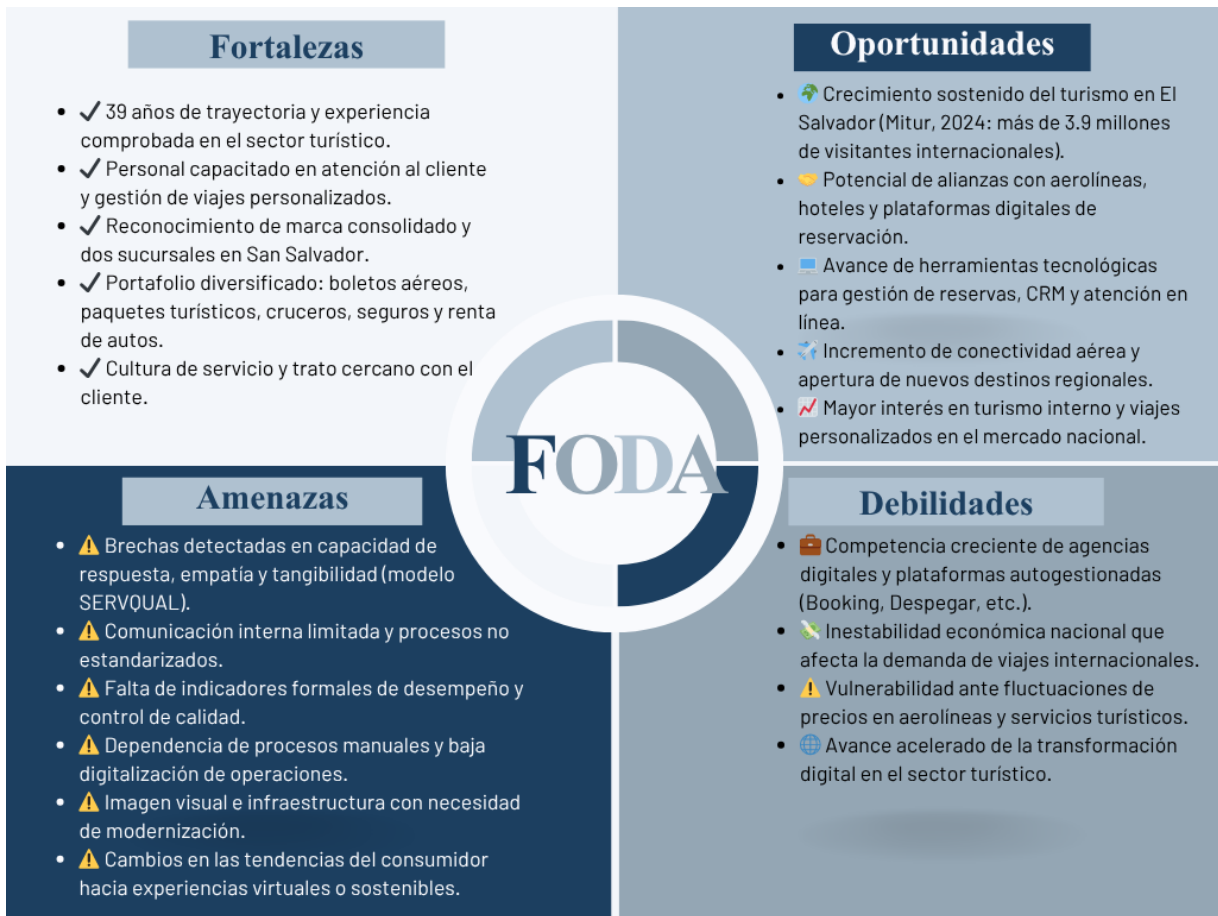 Fortalezas
• ✔ 39 años de trayectoria y experiencia
comprobada en el sector turístico.
• ✔ Personal capacitado en atención al cliente
y gestión de viajes personalizados.
• ✔ Reconocimiento de marca consolidado y
dos sucursales en San Salvador.
• ✔ Portafolio diversificado: boletos aéreos,
paquetes turísticos, cruceros, seguros y renta
de autos.
• ✔ Cultura de servicio y trato cercano con el
cliente.
Oportunidades
• 🌍 Crecimiento sostenido del turismo en El
Salvador (Mitur, 2024: más de 3.9 millones
de visitantes internacionales).
• 🤝 Potencial de alianzas con aerolíneas,
hoteles y plataformas digitales de
reservación.
• 💻 Avance de herramientas tecnológicas
para gestión de reservas, CRM y atención en
línea.
• ✈️ Incremento de conectividad aérea y
apertura de nuevos destinos regionales.
• 📈 Mayor interés en turismo interno y viajes
personalizados en el mercado nacional.
FODA
Amenazas
• ⚠️ Brechas detectadas en capacidad de
respuesta, empatía y tangibilidad (modelo
SERVQUAL).
• ⚠️ Comunicación interna limitada y procesos no
estandarizados.
• ⚠️ Falta de indicadores formales de desempeño y
control de calidad.
• ⚠️ Dependencia de procesos manuales y baja
digitalización de operaciones.
• ⚠️ Imagen visual e infraestructura con necesidad
de modernización.
• ⚠️ Cambios en las tendencias del consumidor
hacia experiencias virtuales o sostenibles.
Debilidades
• 💼 Competencia creciente de agencias
digitales y plataformas autogestionadas
(Booking, Despegar, etc.).
• 💸 Inestabilidad económica nacional que
afecta la demanda de viajes internacionales.
• ⚠️ Vulnerabilidad ante fluctuaciones de
precios en aerolíneas y servicios turísticos.
• 🌐 Avance acelerado de la transformación
digital en el sector turístico.